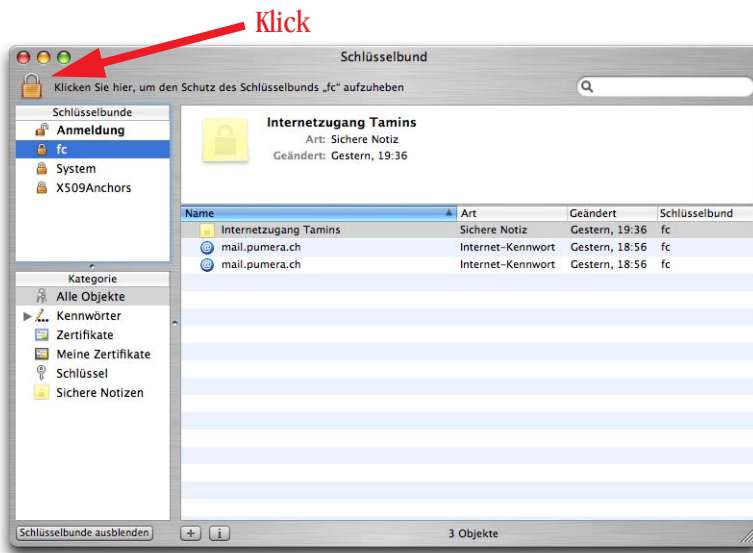 Klick
Schlüsselbund
Klicken Sie hier, um den Schutz des Schlüsselbunds „fc“ aufzuheben
Schlüsselbunde
Anmeldung
fc
System
X509Anchors
Internetzugang Tamins
Art: Sichere Notiz
Geändert: Gestern, 19:36
Name Art Geändert Schlüsselbund
Internetzugang Tamins Sichere Notiz Gestern, 19:36 fc
mail.pumera.ch Internet-Kennwort Gestern, 18:56 fc
mail.pumera.ch Internet-Kennwort Gestern, 18:56 fc
Kategorie
Alle Objekte
Kennwörter
Zertifikate
Meine Zertifikate
Schlüssel
Sichere Notizen
Schlüsselbunde ausblenden
3 Objekte